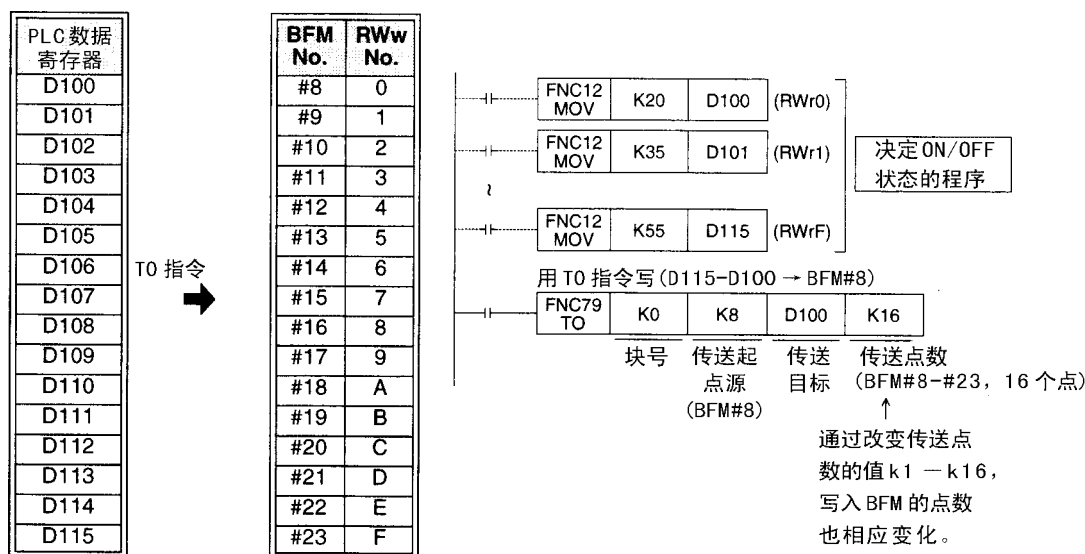 PLC数据
寄存器
D100
D101
D102
D103
D104
D105
D106
D107
D108
D109
D110
D111
D112
D113
D114
D115
TO 指令
BFM No. RWw No.
#8 0
#9 1
#10 2
#11 3
#12 4
#13 5
#14 6
#15 7
#16 8
#17 9
#18 A
#19 B
#20 C
#21 D
#22 E
#23 F
FNC12 MOV K20 D100 (RWr0)
FNC12 MOV K35 D101 (RWr1)
FNC12 MOV K55 D115 (RWrF)
决定ON/OFF
状态的程序
用TO 指令写(D115-D100→BFM#8)
FNC79 TO K0 K8 D100 K16
块号
传送起
点源
(BFM#8)
传送
目标
传送点数
(BFM#8-#23, 16个点)
↑
通过改变传送点
数的值k1 —k16,
写入BFM的点数
也相应变化。